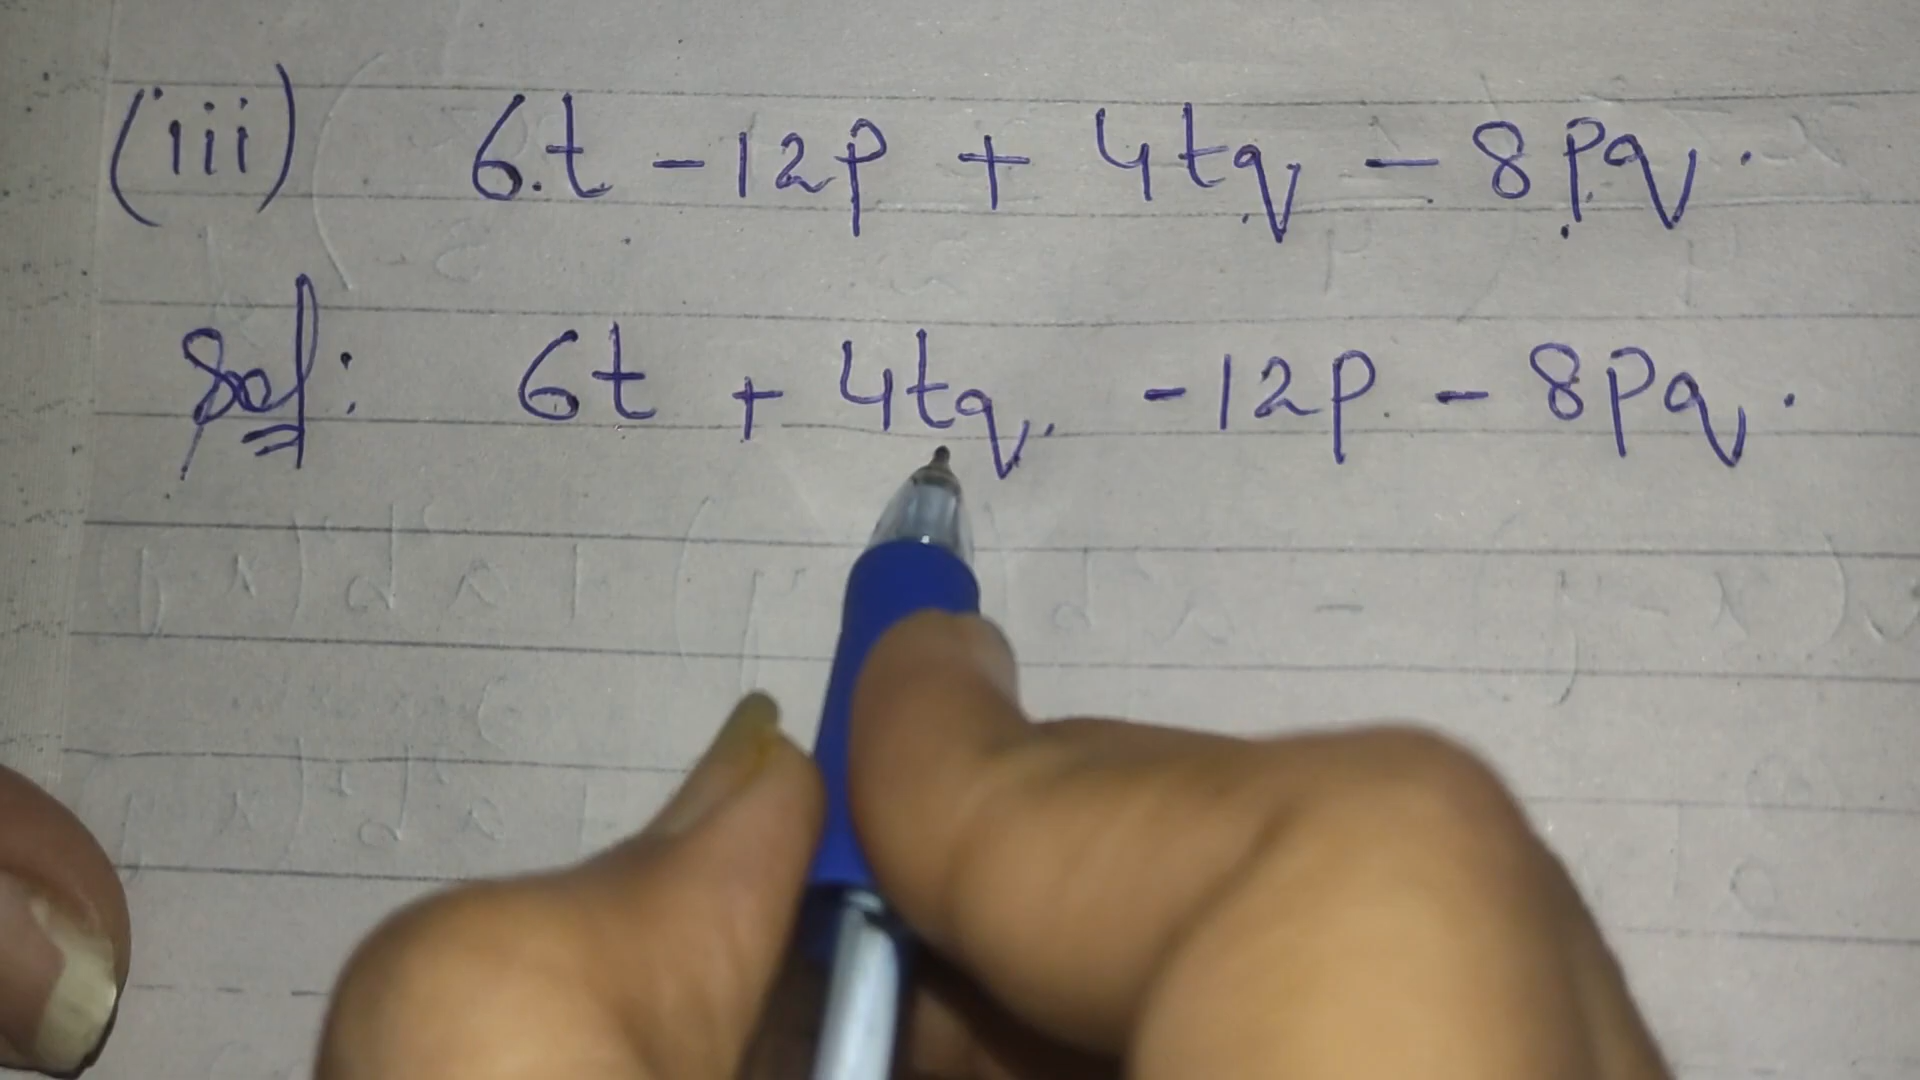 (iii) 6t - 12p + 4tq - 8pq.
Sol: 6t + 4tq - 12p - 8pq.